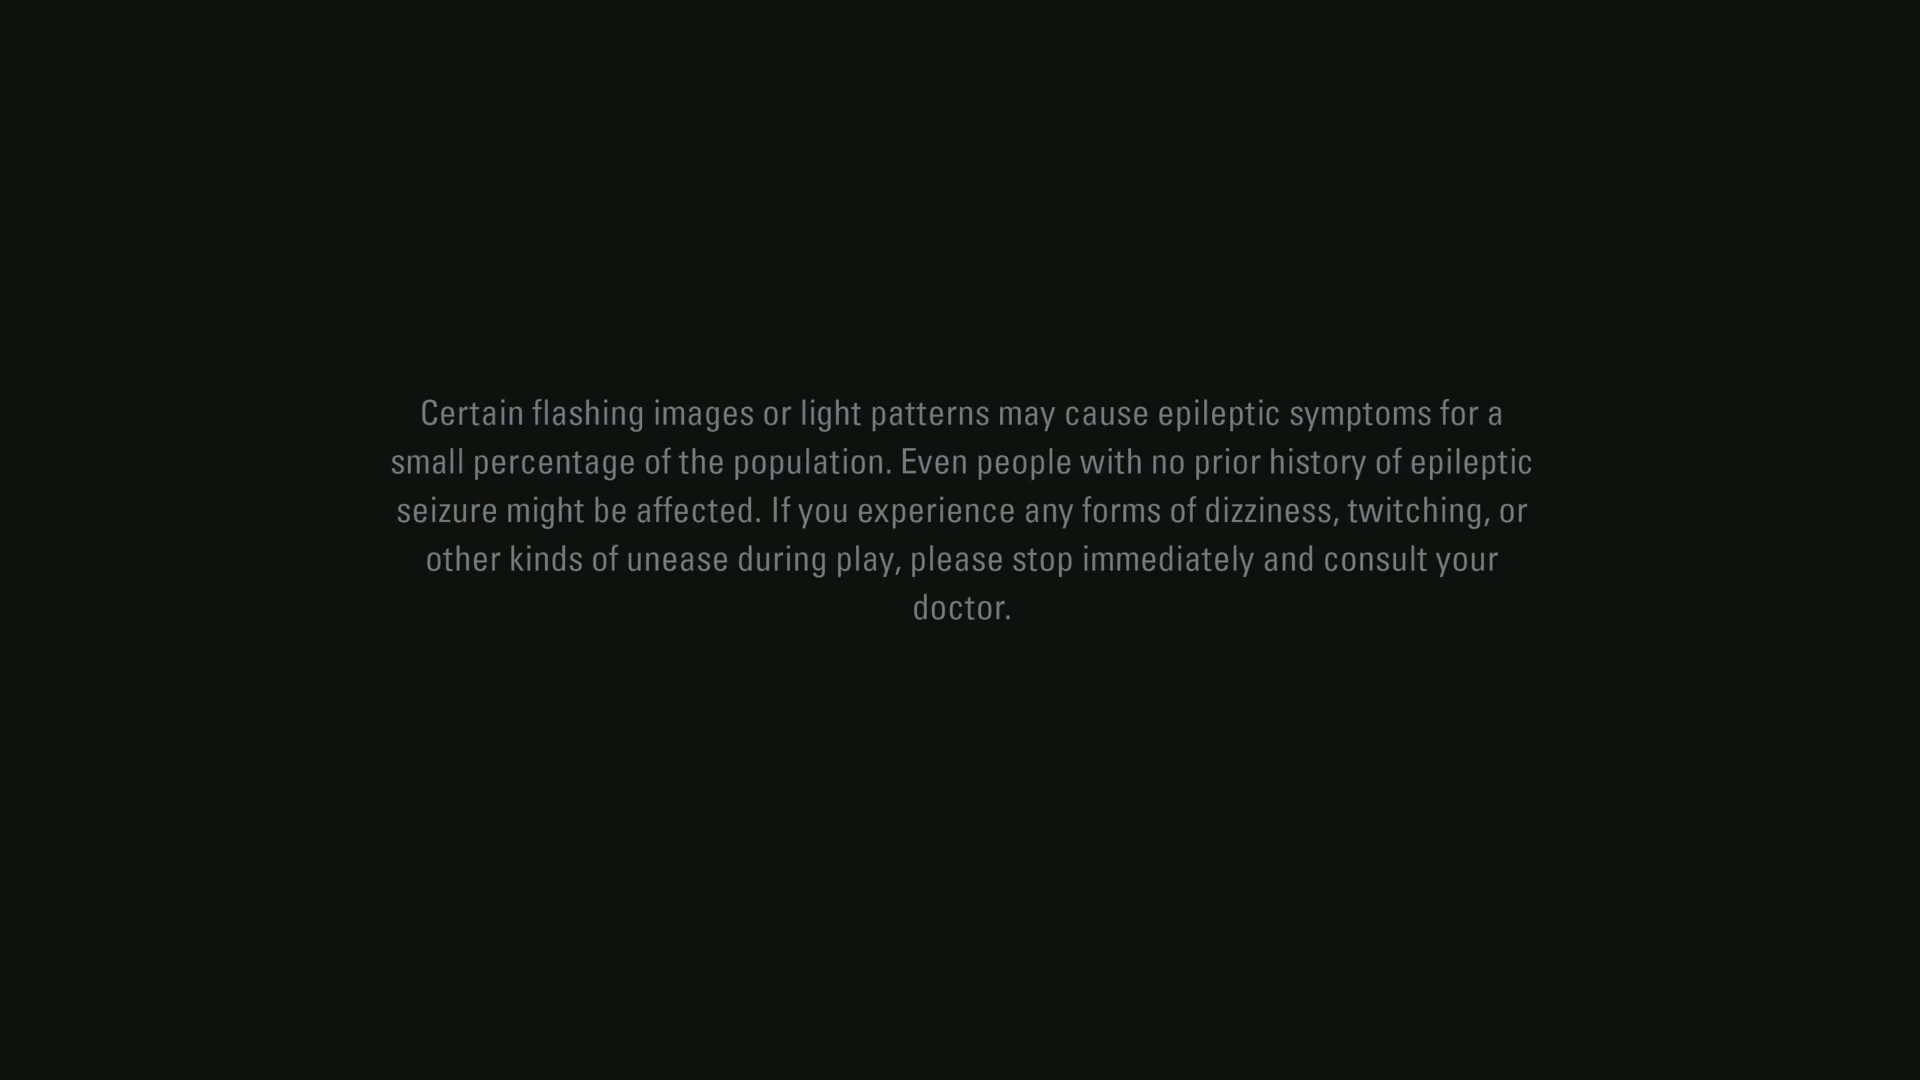 Certain flashing images or light patterns may cause epileptic symptoms for a
small percentage of the population. Even people with no prior history of epileptic
seizure might be affected. If you experience any forms of dizziness, twitching, or
other kinds of unease during play, please stop immediately and consult your
doctor.